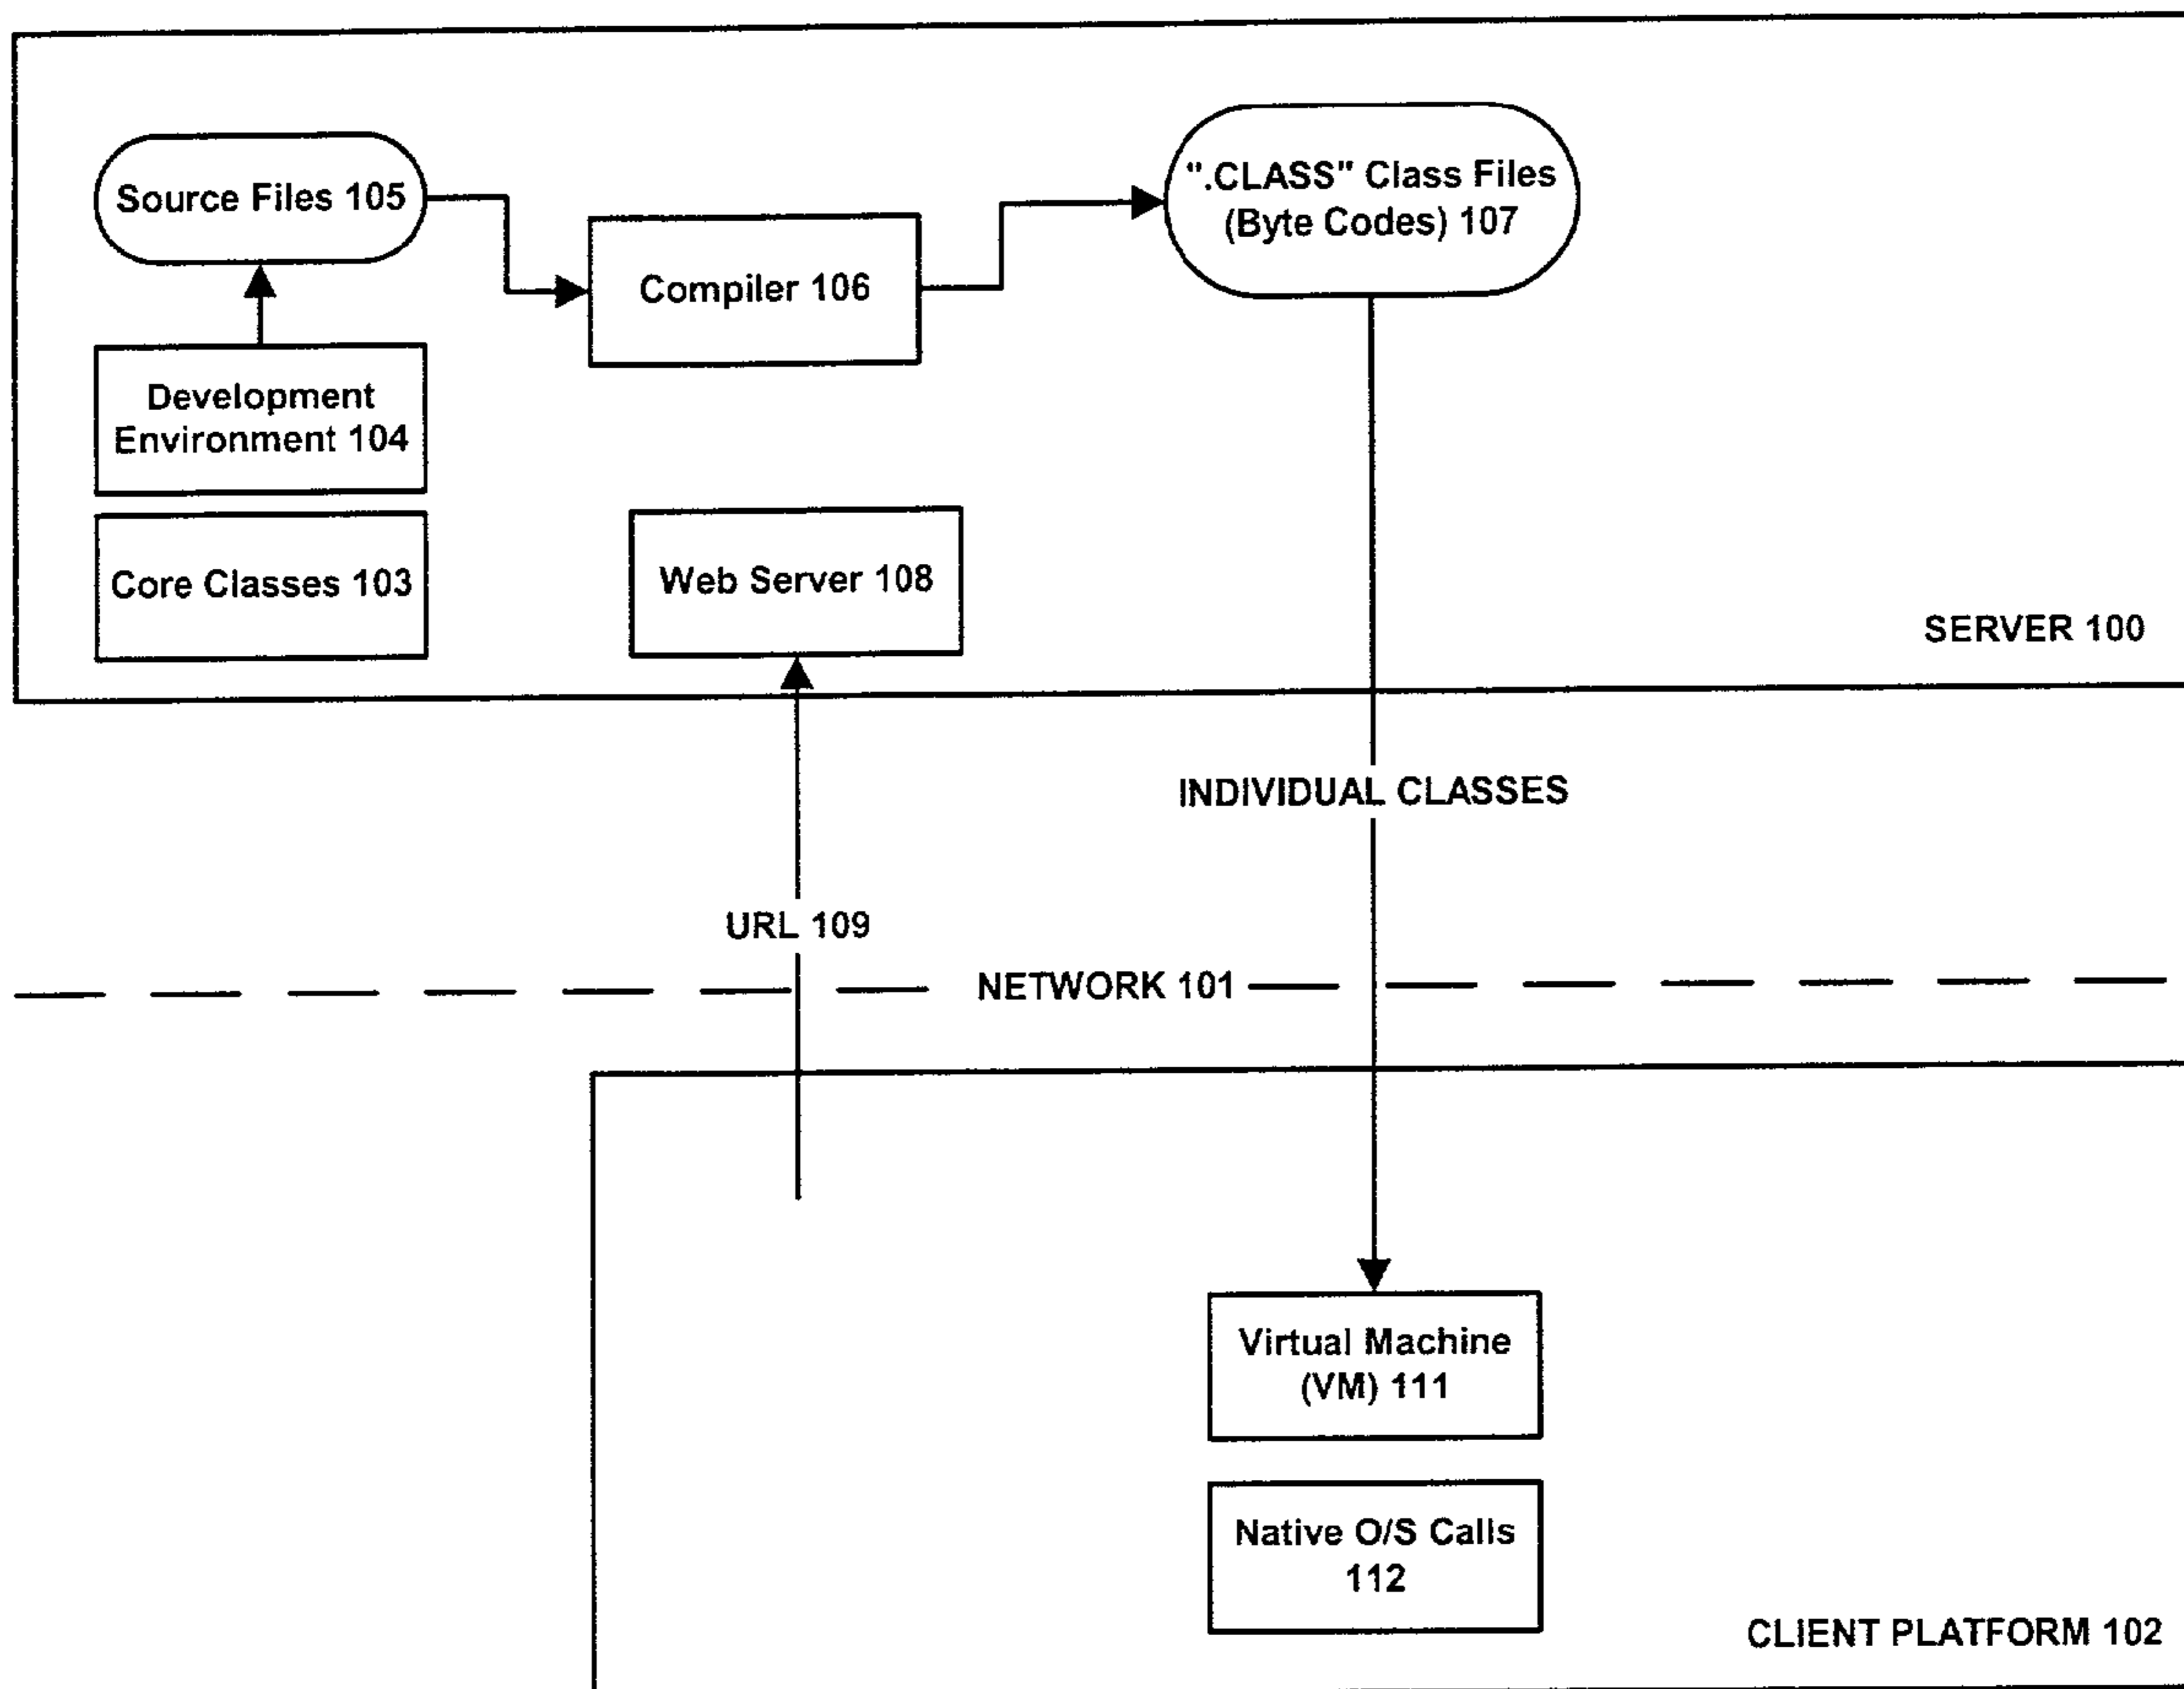 Source Files 105
".CLASS" Class Files
(Byte Codes) 107
Compiler 106
Development
Environment 104
Core Classes 103
Web Server 108
SERVER 100
INDIVIDUAL CLASSES
URL 109
NETWORK 101
Virtual Machine
(VM) 111
Native O/S Calls
112
CLIENT PLATFORM 102